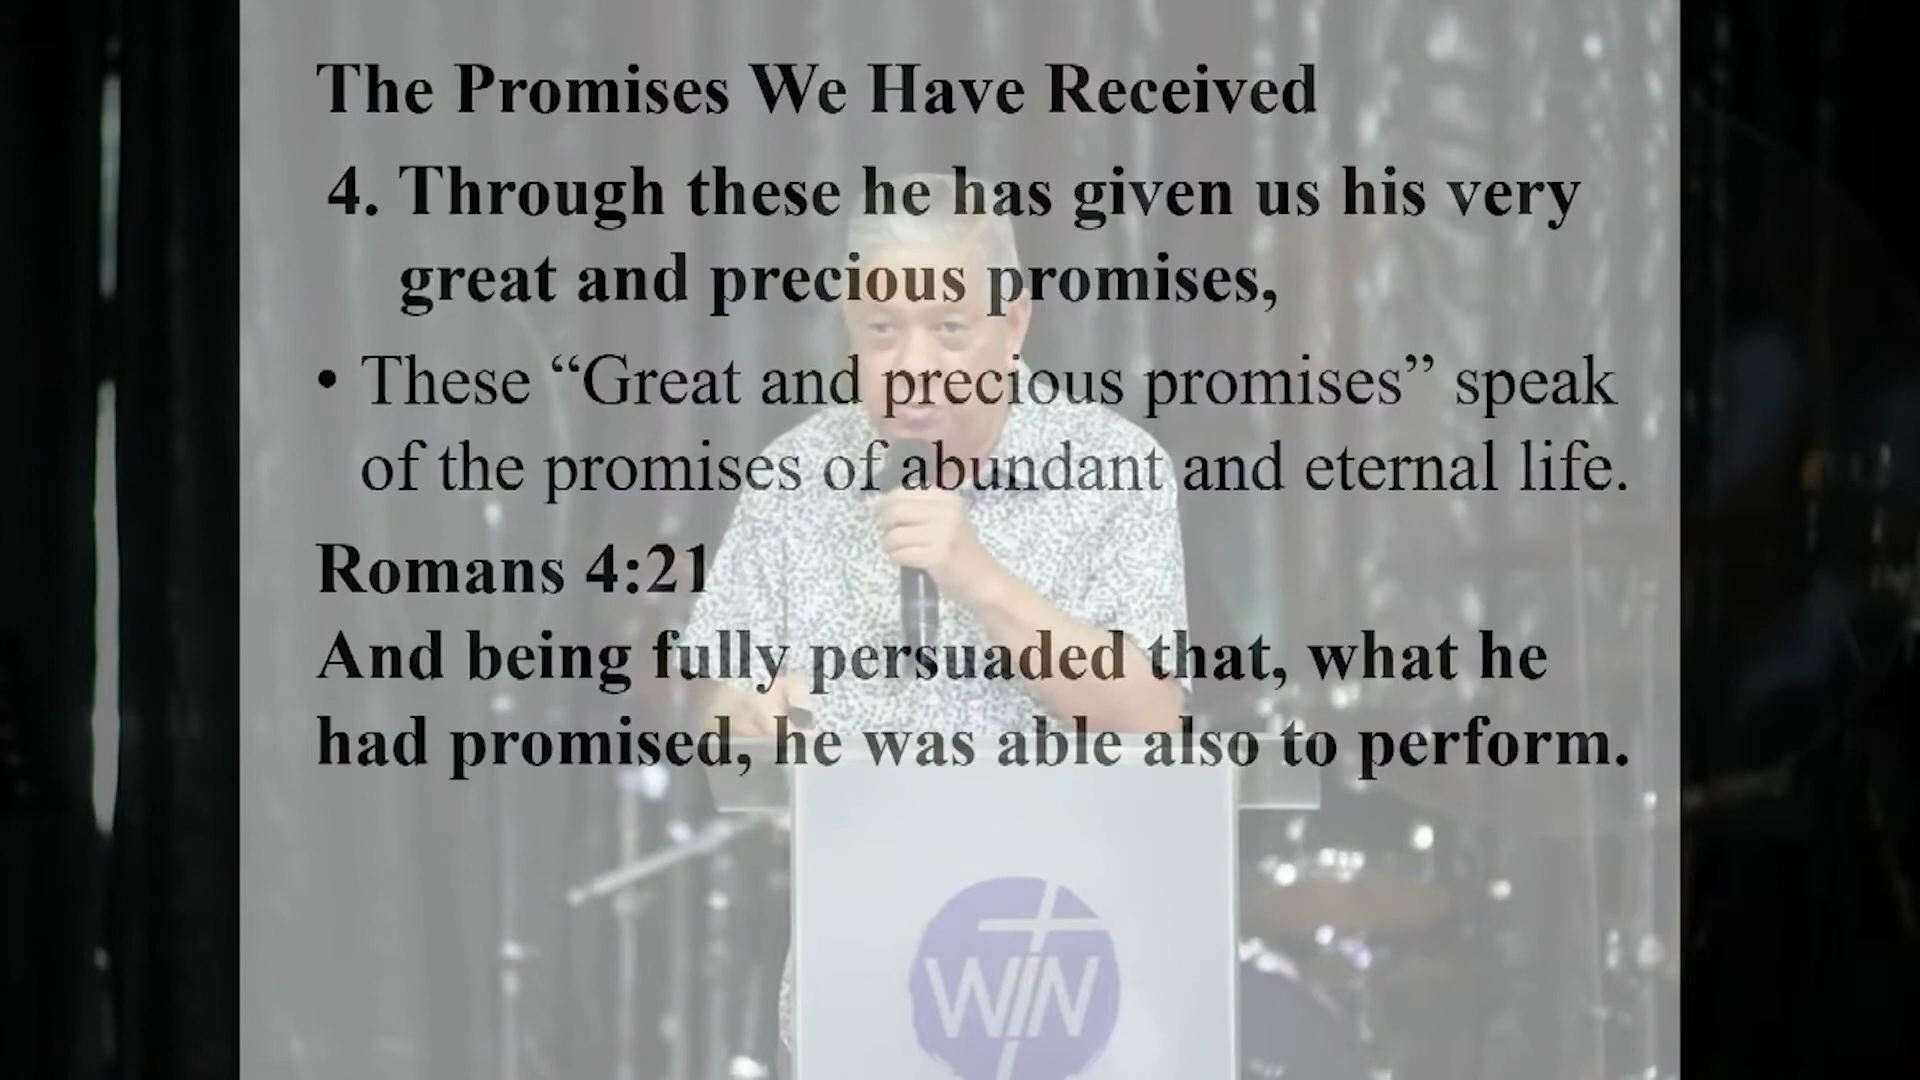 The Promises We Have Received
4. Through these he has given us his very
great and precious promises,
• These “Great and precious promises” speak
of the promises of abundant and eternal life.
Romans 4:21
And being fully persuaded that, what he
had promised, he was able also to perform.
WIN